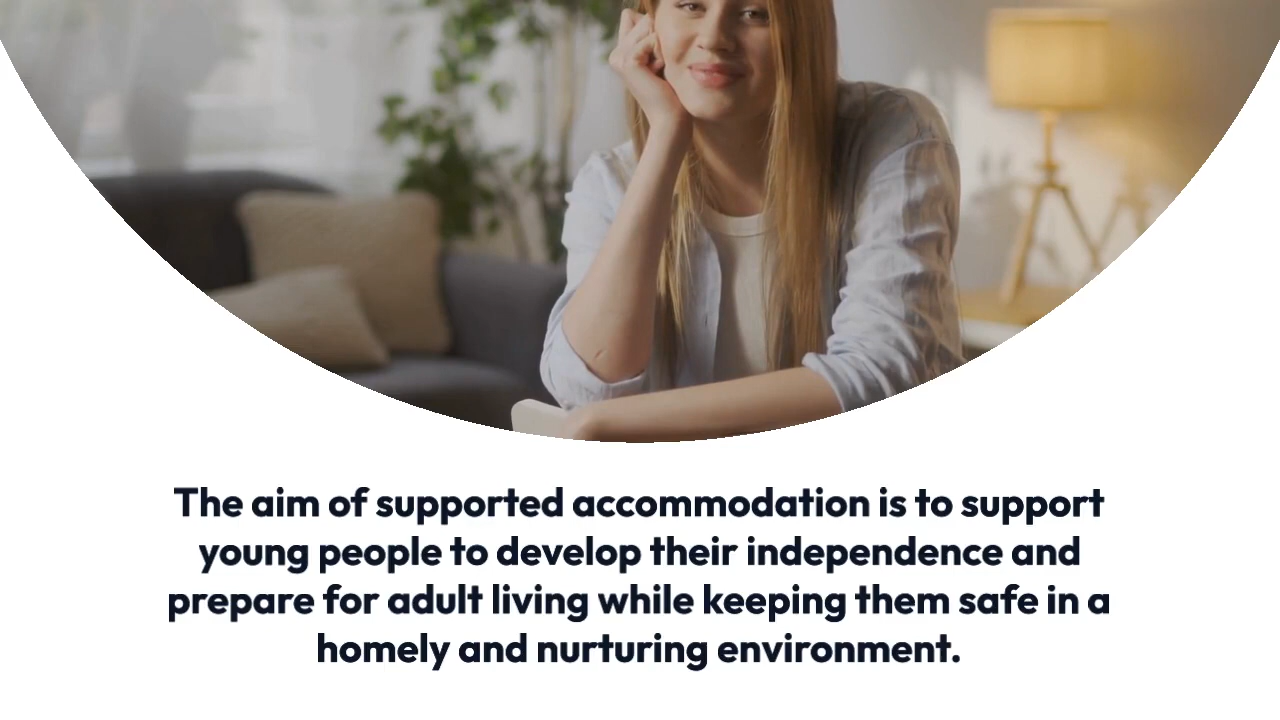 The aim of supported accommodation is to support
young people to develop their independence and
prepare for adult living while keeping them safe in a
homely and nurturing environment.